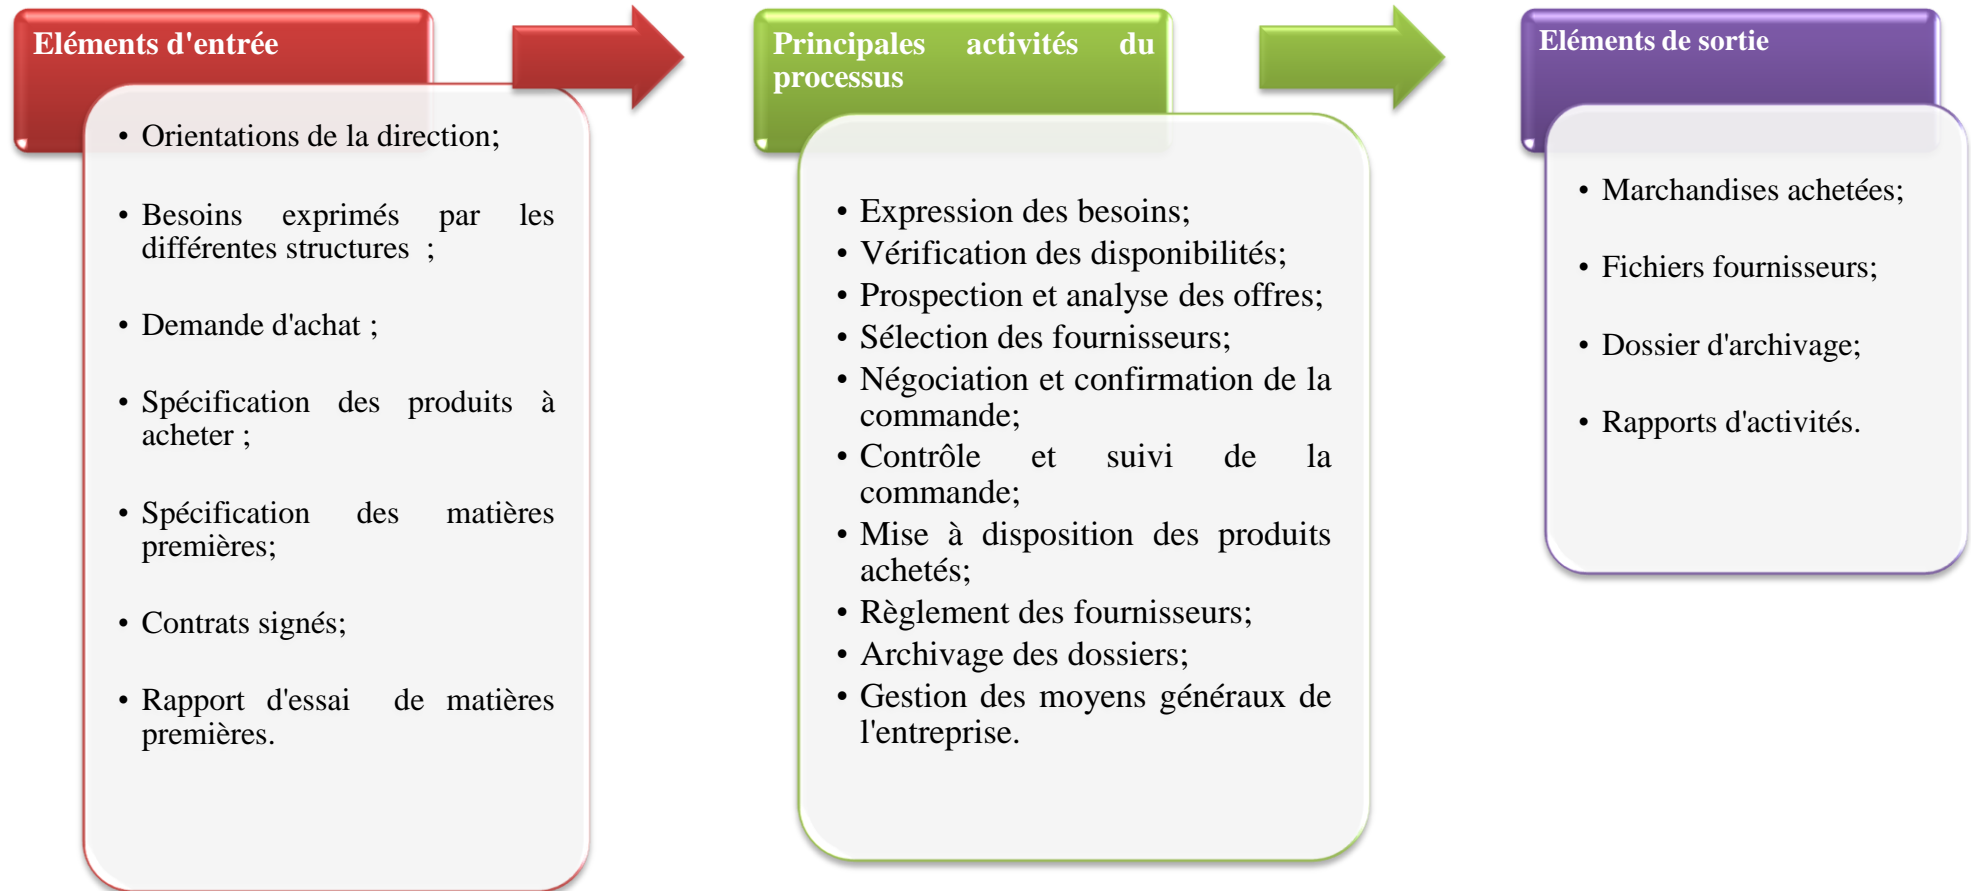 Eléments d'entrée
• Orientations de la direction;
• Besoins exprimés par les
différentes structures ;
• Demande d'achat ;
• Spécification des produits à
acheter ;
• Spécification des matières
premières;
• Contrats signés;
• Rapport d'essai de matières
premières.
Principales activités du
processus
• Expression des besoins;
• Vérification des disponibilités;
• Prospection et analyse des offres;
• Sélection des fournisseurs;
• Négociation et confirmation de la
commande;
• Contrôle et suivi de la
commande;
• Mise à disposition des produits
achetés;
• Règlement des fournisseurs;
• Archivage des dossiers;
• Gestion des moyens généraux de
l'entreprise.
Eléments de sortie
• Marchandises achetées;
• Fichiers fournisseurs;
• Dossier d'archivage;
• Rapports d'activités.